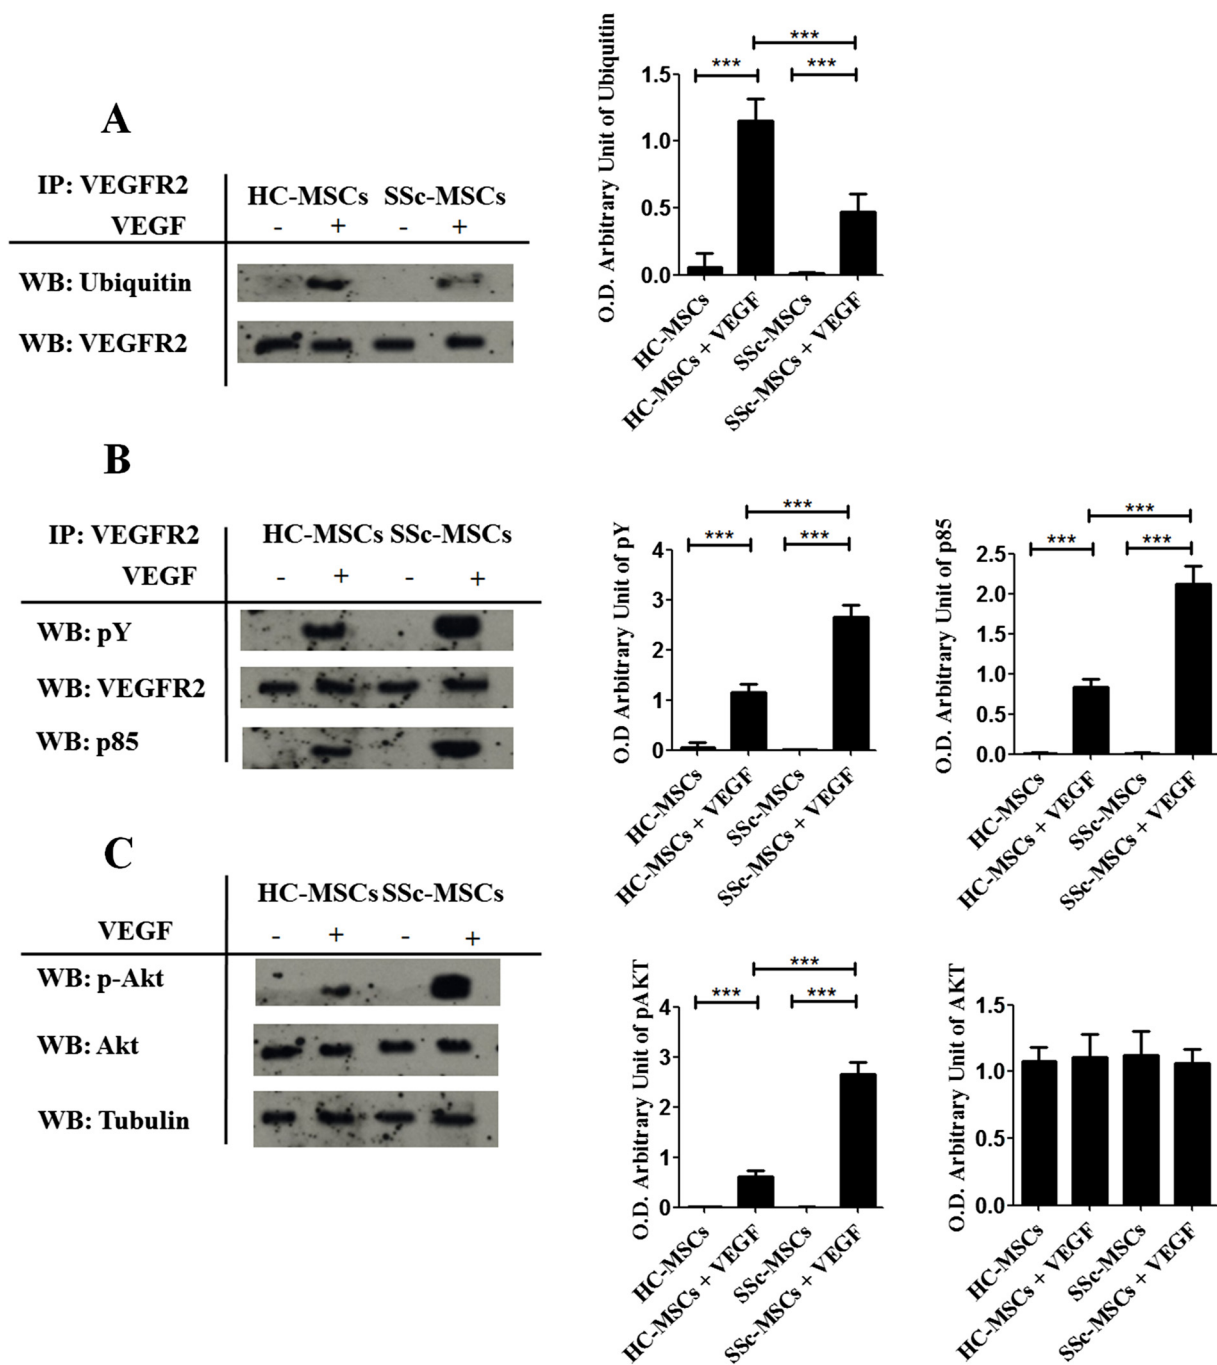 A
IP: VEGFR2
HC-MSCs SSc-MSCs
VEGF - + - +
WB: Ubiquitin
WB: VEGFR2
O.D. Arbitrary Unit of Ubiquitin
1.5
1.0
0.5
0.0
***
*** ***
HC-MSCs
HC-MSCs + VEGF
SSc-MSCs
SSc-MSCs + VEGF
B
IP: VEGFR2
HC-MSCs SSc-MSCs
VEGF - + - +
WB: pY
WB: VEGFR2
WB: p85
O.D Arbitrary Unit of pY
4
3
2
1
0
***
*** ***
HC-MSCs
HC-MSCs + VEGF
SSc-MSCs
SSc-MSCs + VEGF
O.D. Arbitrary Unit of p85
2.5
2.0
1.5
1.0
0.5
0.0
***
*** ***
HC-MSCs
HC-MSCs + VEGF
SSc-MSCs
SSc-MSCs + VEGF
C
HC-MSCs SSc-MSCs
VEGF - + - +
WB: p-Akt
WB: Akt
WB: Tubulin
O.D. Arbitrary Unit of pAKT
4
3
2
1
0
***
*** ***
HC-MSCs
HC-MSCs + VEGF
SSc-MSCs
SSc-MSCs + VEGF
O.D. Arbitrary Unit of AKT
1.5
1.0
0.5
0.0
HC-MSCs
HC-MSCs + VEGF
SSc-MSCs
SSc-MSCs + VEGF